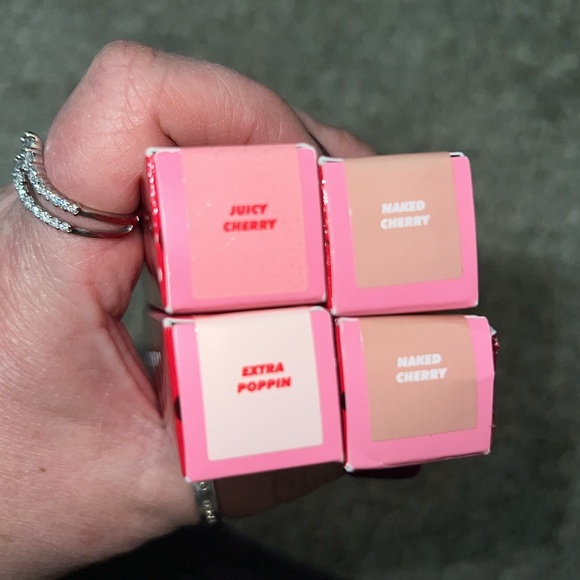 JUICY
CHERRY
NAKED
CHERRY
EXTRA
POPPIN
NAKED
CHERRY